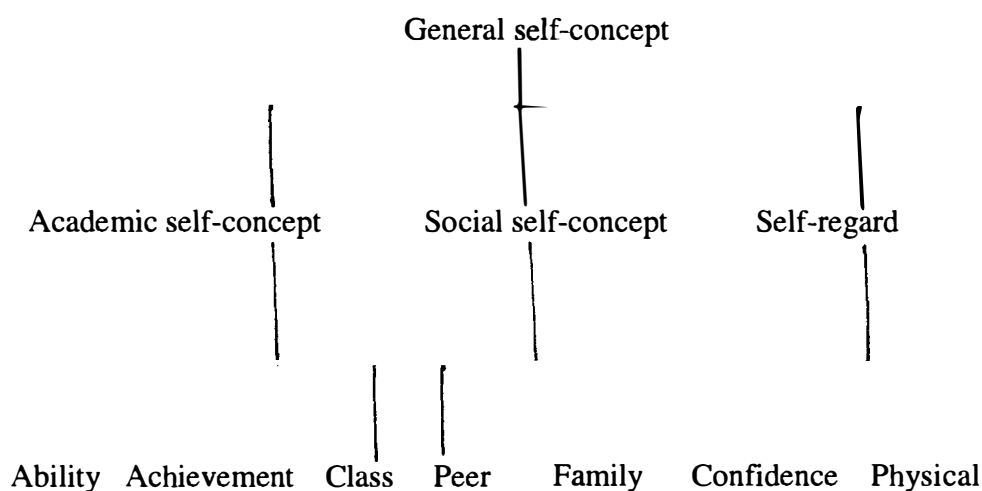 General self-concept
Academic self-concept Social self-concept Self-regard
Ability Achievement Class Peer Family Confidence Physical